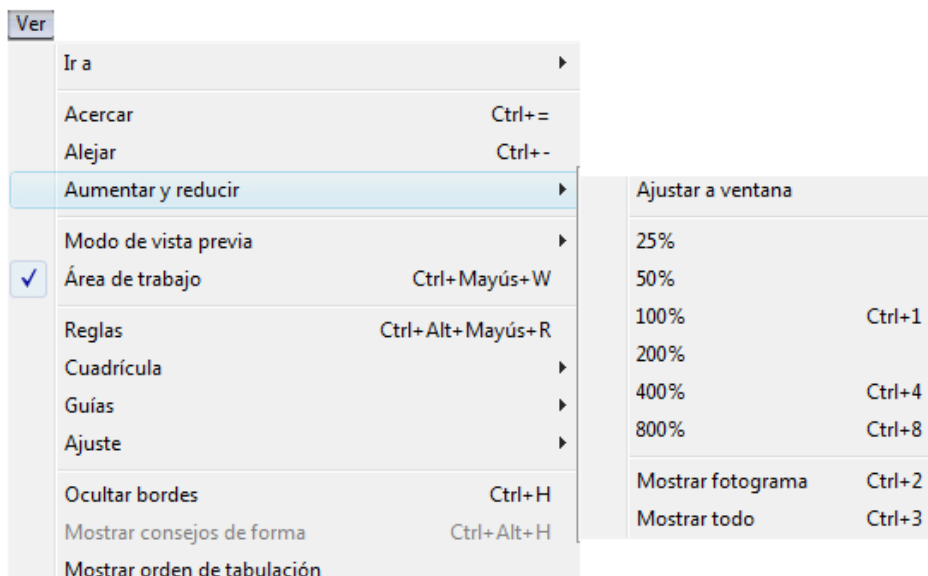 Ver
Ir a
Acercar Ctrl+=
Alejar Ctrl+-
Aumentar y reducir
Modo de vista previa
Área de trabajo Ctrl+Mayús+W
Reglas Ctrl+Alt+Mayús+R
Cuadrícula
Guías
Ajuste
Ocultar bordes Ctrl+H
Mostrar consejos de forma Ctrl+Alt+H
Mostrar orden de tabulación
Ajustar a ventana
25%
50%
100% Ctrl+1
200%
400% Ctrl+4
800% Ctrl+8
Mostrar fotograma Ctrl+2
Mostrar todo Ctrl+3